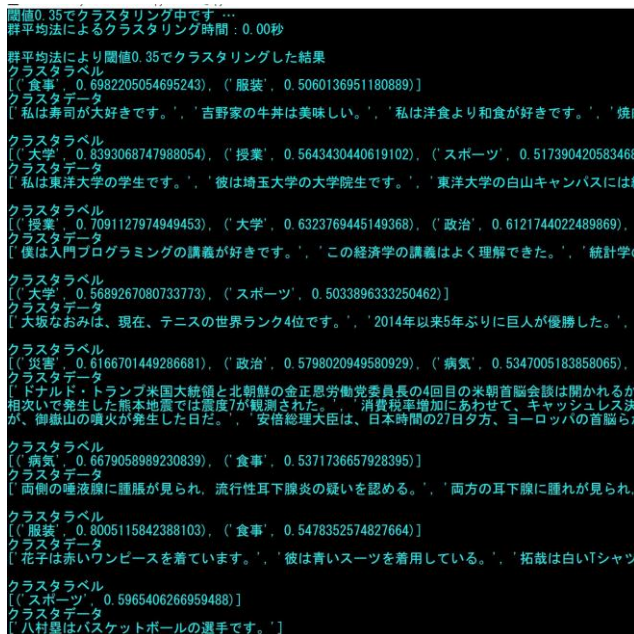 閾値0.35でクラスタリング中です …
群平均法によるクラスタリング時間：0.00秒
群平均法により閾値0.35でクラスタリングした結果
クラスタラベル
[('食事', 0.6982205054695243), ('服装', 0.5060136951180889)]
クラスタデータ
['私は寿司が大好きです。', '吉野家の牛丼は美味しい。', '私は洋食より和食が好きです。', '焼
クラスタラベル
[('大学', 0.8393068747988054), ('授業', 0.5643430440619102), ('スポーツ', 0.517390420583468
クラスタデータ
['私は東洋大学の学生です。', '彼は埼玉大学の大学院生です。', '東洋大学の白山キャンパスには
クラスタラベル
[('授業', 0.7091127974949453), ('大学', 0.6323769445149368), ('政治', 0.6121744022489869),
クラスタデータ
['僕は入門プログラミングの講義が好きです。', 'この経済学の講義はよく理解できた。', '統計学の
クラスタラベル
[('大学', 0.5689267080733773), ('スポーツ', 0.5033896333250462)]
クラスタデータ
['大坂なおみは、現在、テニスの世界ランク4位です。', '2014年以来5年ぶりに巨人が優勝した。',
クラスタラベル
[('災害', 0.6166701449286681), ('政治', 0.5798020949580929), ('病気', 0.5347005183858065),
クラスタデータ
['ドナルド・トランプ米国大統領と北朝鮮の金正恩労働党委員長の4回目の米朝首脳会談は開かれるか
相次いで発生した熊本地震では震度7が観測された。', '消費税率増加にあわせて、キャッシュレス決
が、御嶽山の噴火が発生した日だ。', '安倍総理大臣は、日本時間の27日夕方、ヨーロッパの首脳ら
クラスタラベル
[('病気', 0.6679058989230839), ('食事', 0.5371736657928395)]
クラスタデータ
['両側の唾液腺に腫脹が見られ、流行性耳下腺炎の疑いを認める。', '両方の耳下腺に腫れが見られ、
クラスタラベル
[('服装', 0.8005115842388103), ('食事', 0.5478352574827664)]
クラスタデータ
['花子は赤いワンピースを着ています。', '彼は青いスーツを着用している。', '拓哉は白いTシャツ
クラスタラベル
[('スポーツ', 0.5965406266959488)]
クラスタデータ
['八村塁はバスケットボールの選手です。']